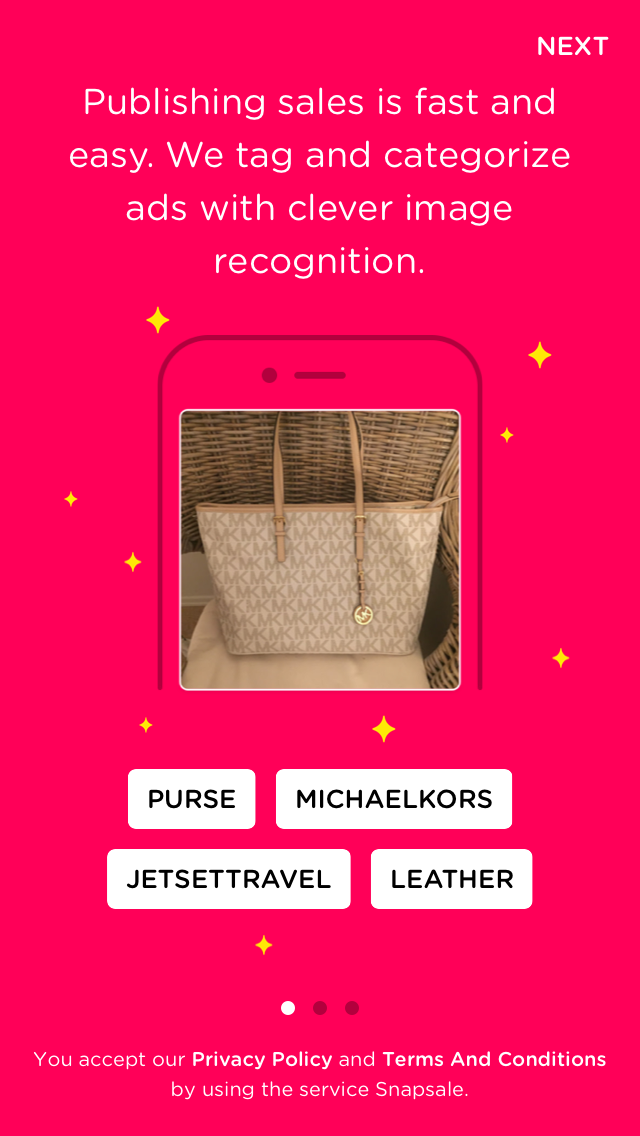 NEXT
Publishing sales is fast and
easy. We tag and categorize
ads with clever image
recognition.
PURSE
MICHAELKORS
JETSETTRAVEL
LEATHER
You accept our Privacy Policy and Terms And Conditions
by using the service Snapsale.